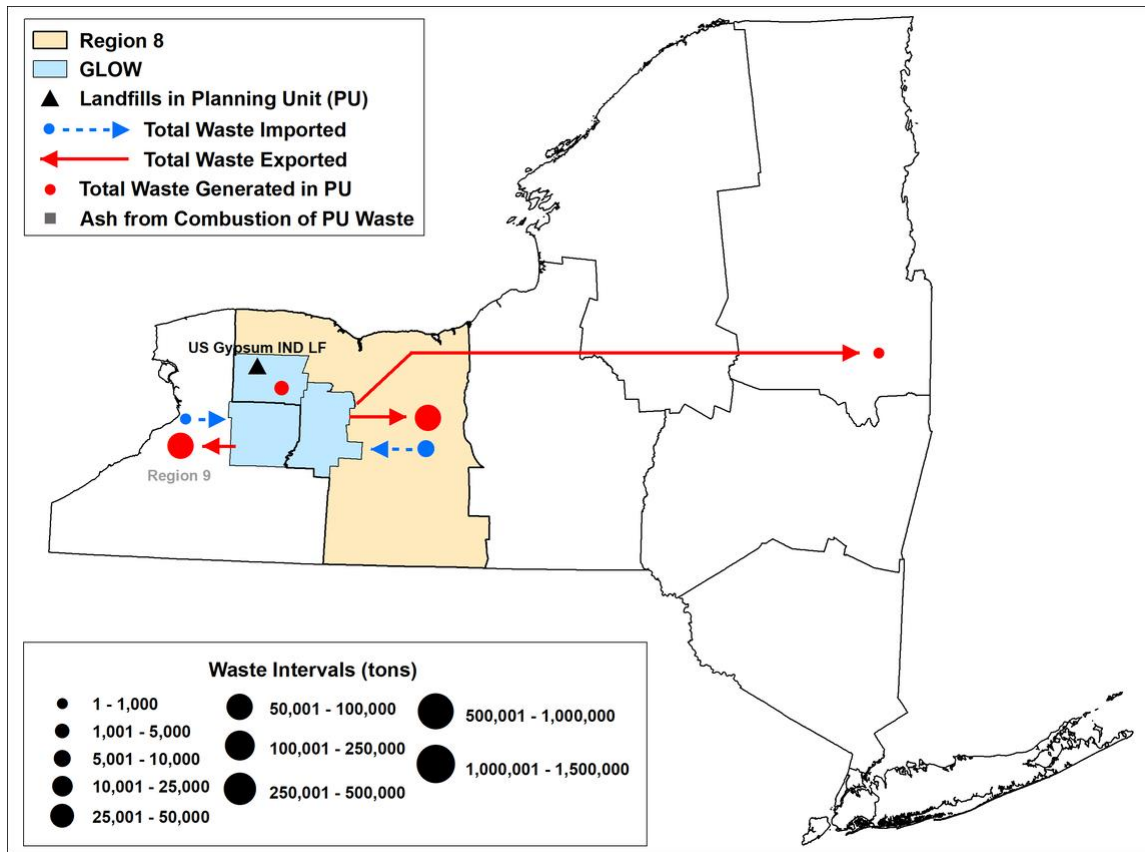 Region 8
GLOW
Landfills in Planning Unit (PU)
Total Waste Imported
Total Waste Exported
Total Waste Generated in PU
Ash from Combustion of PU Waste
US Gypsum IND LF
Region 9
Waste Intervals (tons)
1 - 1,000
1,001 - 5,000
5,001 - 10,000
10,001 - 25,000
25,001 - 50,000
50,001 - 100,000
100,001 - 250,000
250,001 - 500,000
500,001 - 1,000,000
1,000,001 - 1,500,000